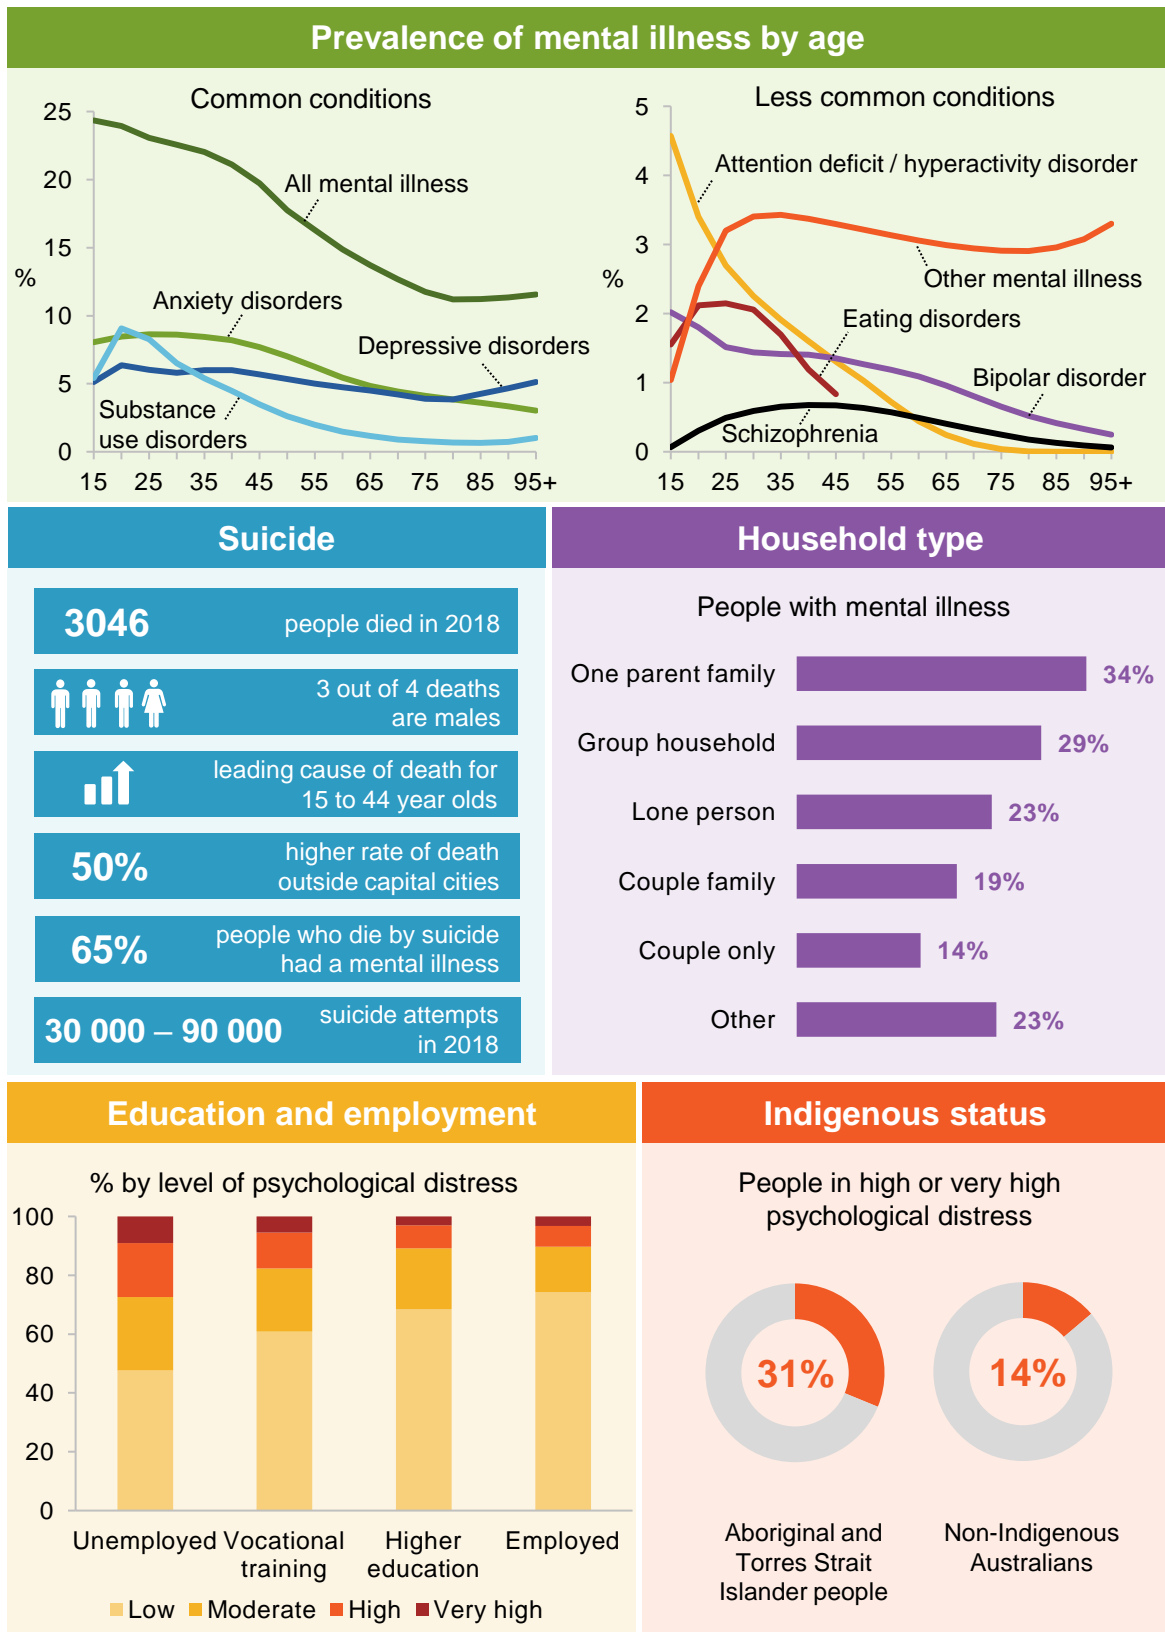 Prevalence of mental illness by age
Common conditions
25
20
15
10
5
0
%
All mental illness
Anxiety disorders
Depressive disorders
Substance
use disorders
15 25 35 45 55 65 75 85 95+
Less common conditions
5
4
3
2
1
0
%
Attention deficit / hyperactivity disorder
Other mental illness
Eating disorders
Bipolar disorder
Schizophrenia
15 25 35 45 55 65 75 85 95+
Suicide
3046 people died in 2018
3 out of 4 deaths
are males
leading cause of death for
15 to 44 year olds
50% higher rate of death
outside capital cities
65% people who die by suicide
had a mental illness
30 000 – 90 000 suicide attempts
in 2018
Household type
People with mental illness
One parent family 34%
Group household 29%
Lone person 23%
Couple family 19%
Couple only 14%
Other 23%
Education and employment
% by level of psychological distress
100
80
60
40
20
0
Unemployed Vocational Higher Employed
training education
Low Moderate High Very high
Indigenous status
People in high or very high
psychological distress
31% 14%
Aboriginal and
Torres Strait
Islander people
Non-Indigenous
Australians